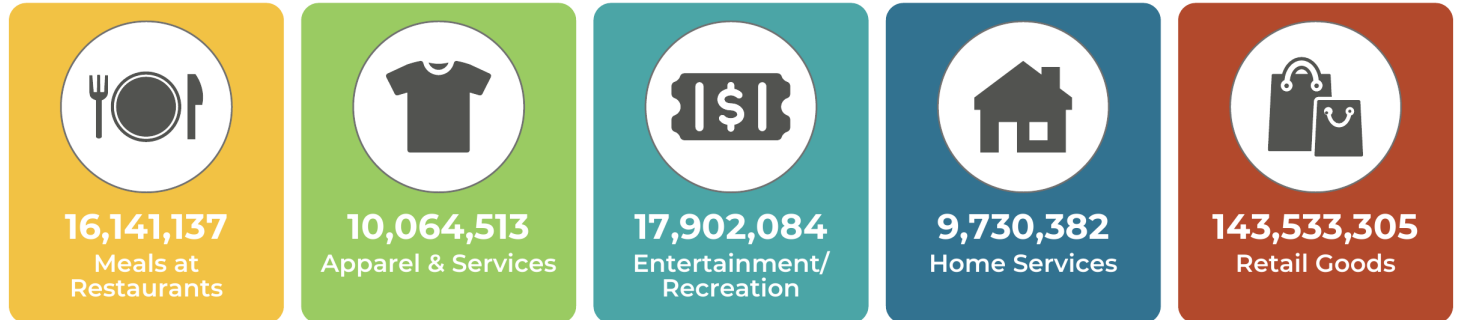 16,141,137
Meals at
Restaurants
10,064,513
Apparel & Services
$
17,902,084
Entertainment/
Recreation
9,730,382
Home Services
143,533,305
Retail Goods